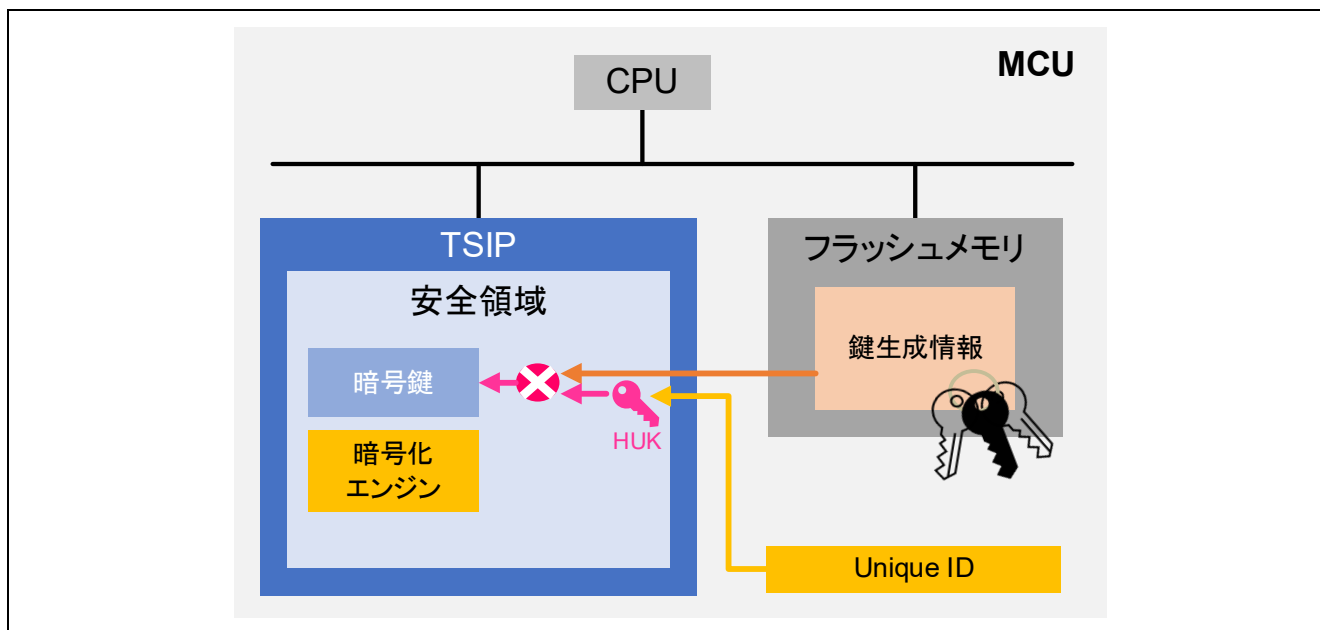 MCU
CPU
TSIP
安全領域
暗号鍵
HUK
暗号化
エンジン
フラッシュメモリ
鍵生成情報
Unique ID